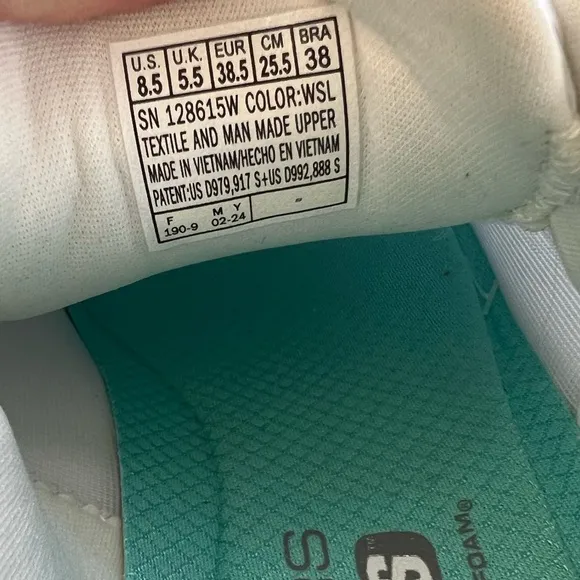 U.S. U.K. EUR CM BRA
8.5 5.5 38.5 25.5 38
SN 128615W COLOR:WSL
TEXTILE AND MAN MADE UPPER
MADE IN VIETNAM/HECHO EN VIETNAM
PATENT:US D979,917 S+US D992,888 S
F M Y
190-9 02-24 -
S
OAM®